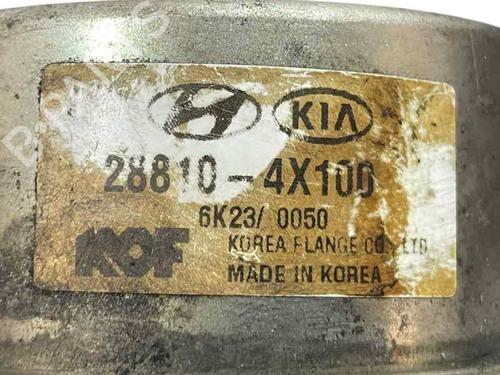 KIA
28810-4X100
6K23/ 0050
KOF
KOREA FLANGE CO., LTD
MADE IN KOREA